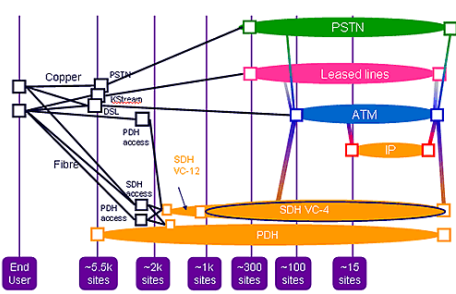 PSTN
Copper
PSTN
Leased lines
KStream
DSL
ATM
PDH
access
IP
Fibre
SDH
VC-12
SDH
access
PDH
access
SDH VC-4
PDH
End
User
~5.5k
sites
~2k
sites
~1k
sites
~300
sites
~100
sites
~15
sites